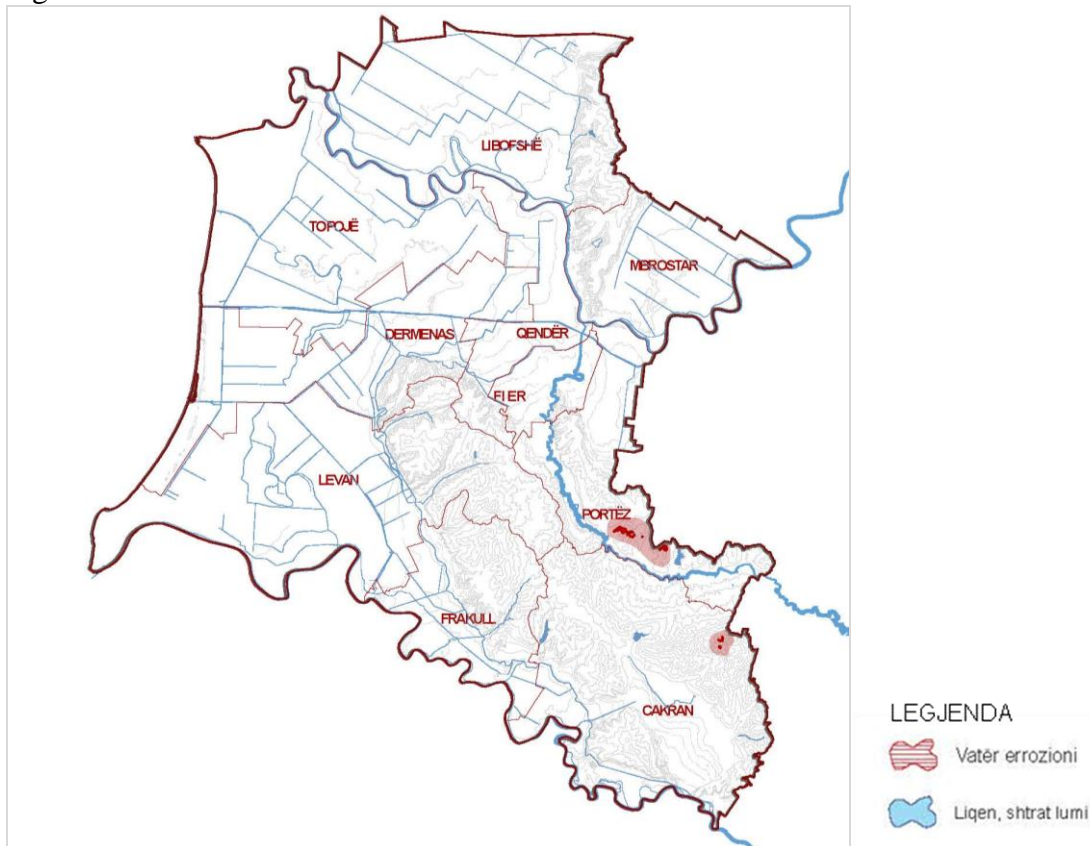 LIBOFSHË
TOPOJË
MBROSTAR
DERMENAS
QENDËR
FIER
LEVAN
PORTËZ
FRAKULL
CAKRAN
LEGJENDA
Vatër errozioni
Liqen, shtrat lumi